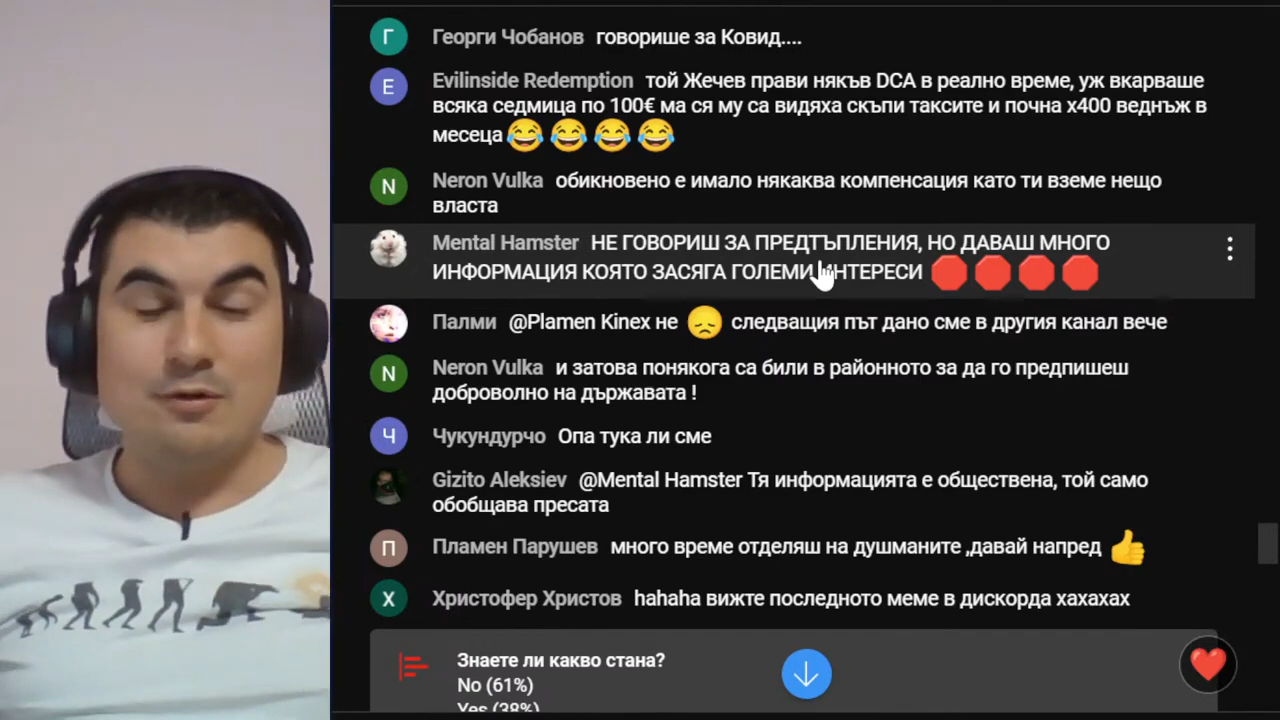 Г Георги Чобанов говорише за Ковид....
E Evilinside Redemption той Жечев прави някъв DCA в реално време, уж вкарваше
всяка седмица по 100€ ма ся му са видяха скъпи таксите и почна х400 веднъж в
месеца 😂 😂 😂 😂
N Neron Vulka обикновено е имало някаква компенсация като ти вземе нещо
власта
Mental Hamster НЕ ГОВОРИШ ЗА ПРЕДТЪПЛЕНИЯ, НО ДАВАШ МНОГО
ИНФОРМАЦИЯ КОЯТО ЗАСЯГА ГОЛЕМИ ИНТЕРЕСИ 🛑 🛑 🛑 🛑
Палми @Plamen Kinex не 😞 следващия път дано сме в другия канал вече
N Neron Vulka и затова понякога са били в районното за да го предпишеш
доброволно на държавата !
Ч Чукундурчо Опа тука ли сме
Gizito Aleksiev @Mental Hamster Тя информацията е обществена, той само
обобщава пресата
П Пламен Парушев много време отделяш на душманите ,давай напред 👍
Х Христофер Христов hahaha вижте последното меме в дискорда хахахах
Знаете ли какво стана?
No (61%)
Yes (38%)